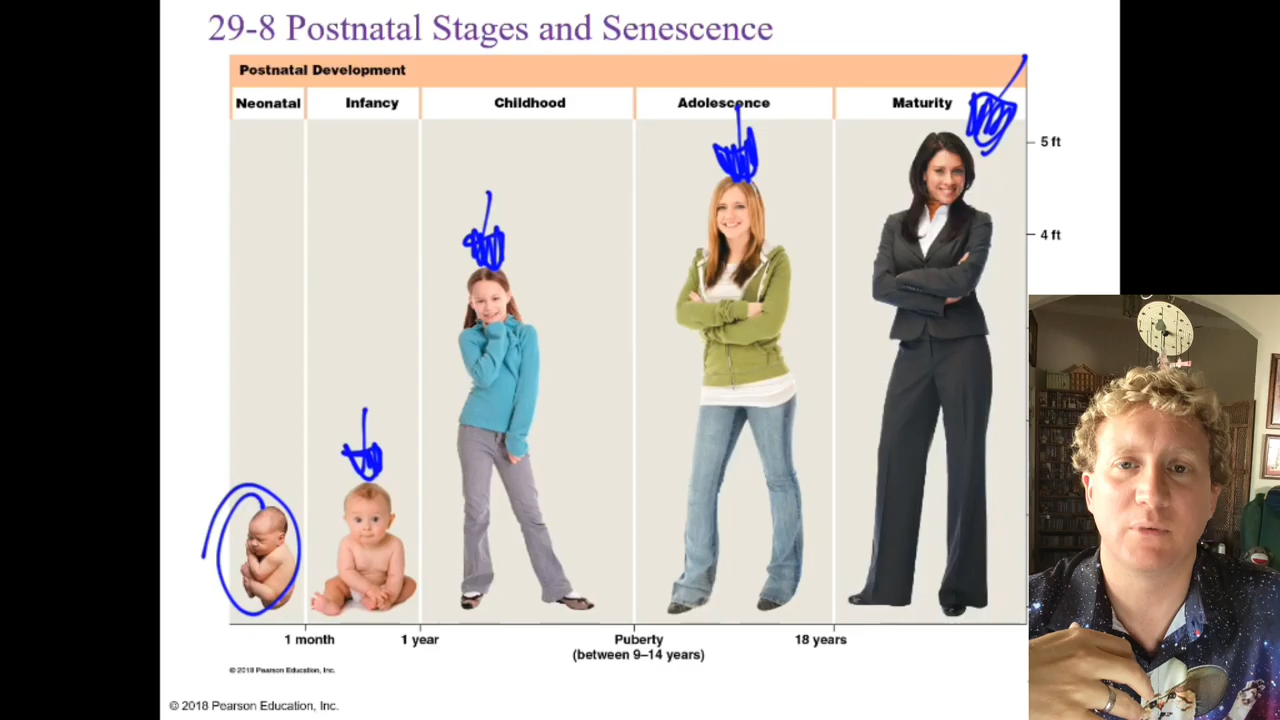 29-8 Postnatal Stages and Senescence
Postnatal Development
Neonatal
Infancy
Childhood
Adolescence
Maturity
5 ft
4 ft
1 month
1 year
Puberty
(between 9–14 years)
18 years
© 2018 Pearson Education, Inc.
© 2018 Pearson Education, Inc.